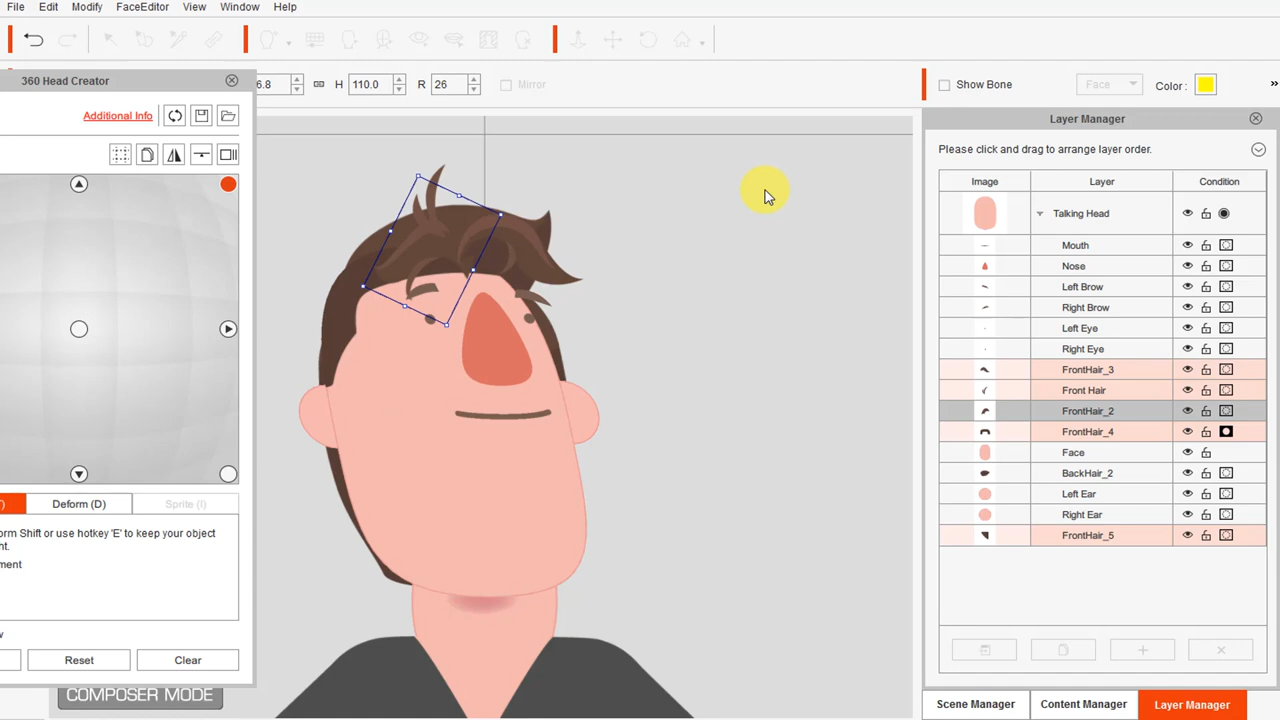 File Edit Modify FaceEditor View Window Help
360 Head Creator
6.8 H 110.0 R 26 Mirror
Show Bone Face Color : »
Additional Info
Layer Manager
Please click and drag to arrange layer order.
Image Layer Condition
Talking Head
Mouth
Nose
Left Brow
Right Brow
Left Eye
Right Eye
FrontHair_3
Front Hair
FrontHair_2
FrontHair_4
Face
BackHair_2
Left Ear
Right Ear
FrontHair_5
Deform (D) Sprite (I)
orm Shift or use hotkey 'E' to keep your object
ht.
ment
Reset Clear
COMPOSER MODE
Scene Manager Content Manager Layer Manager